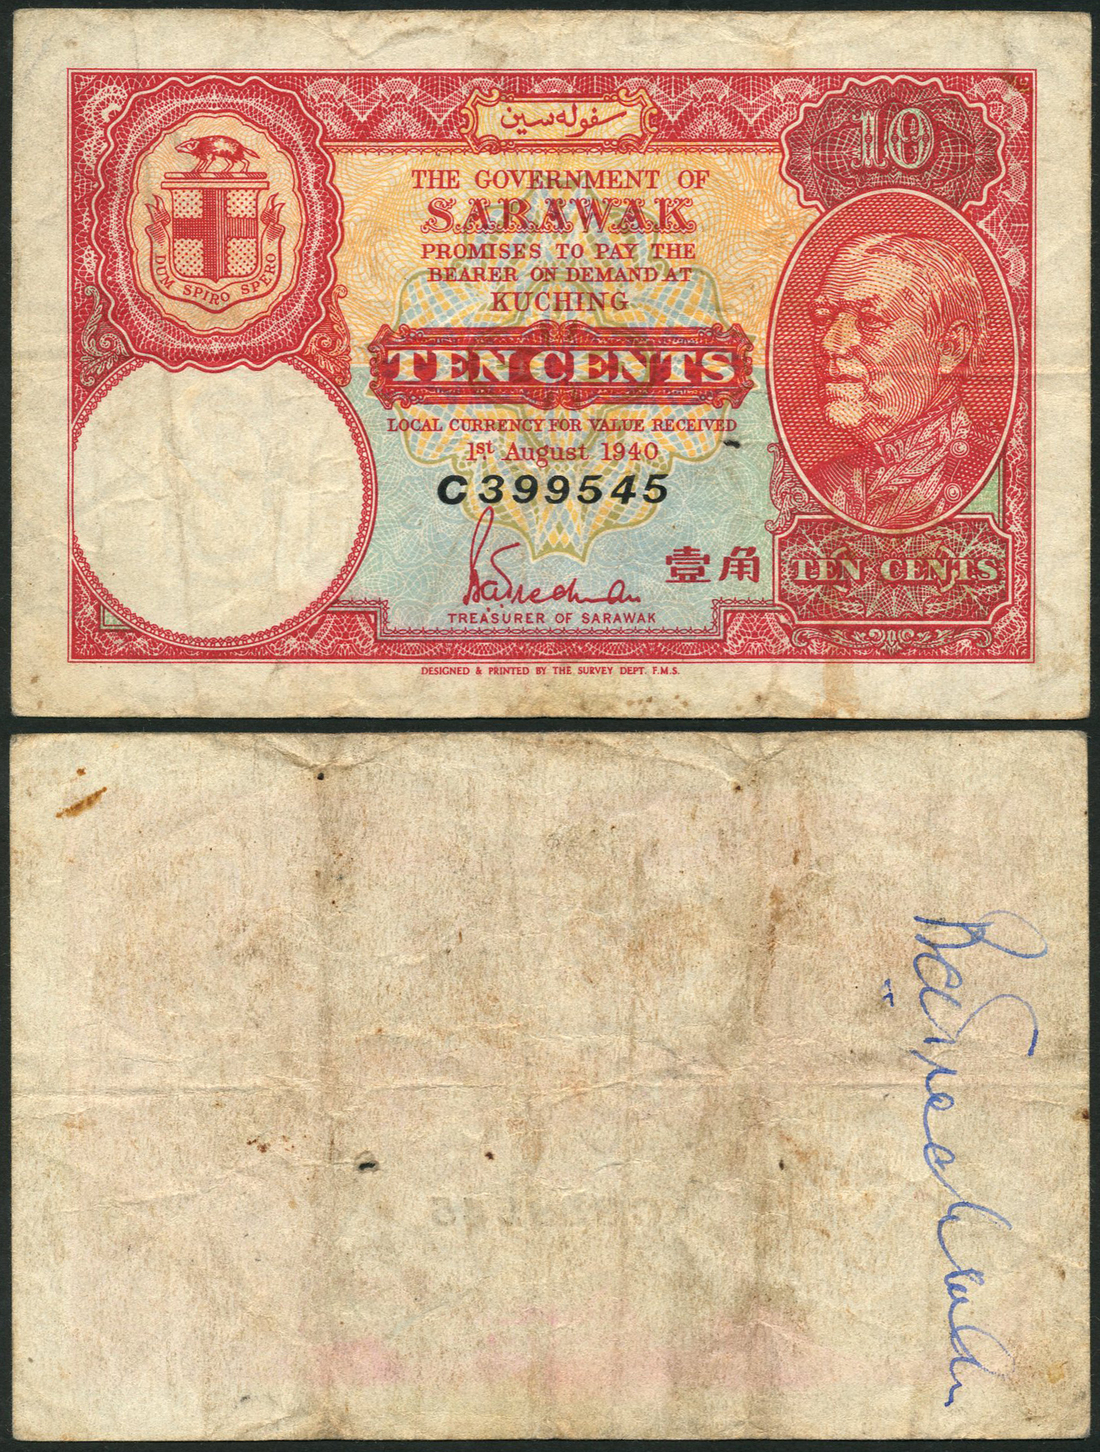 سفوله سين
10
THE GOVERNMENT OF
SARAWAK
PROMISES TO PAY THE
BEARER ON DEMAND AT
KUCHING
TEN CENTS
LOCAL CURRENCY FOR VALUE RECEIVED
1st August 1940
C399545
DUM SPIRO SPERO
壹角
TEN CENTS
TREASURER OF SARAWAK
DESIGNED & PRINTED BY THE SURVEY DEPT. F.M.S.